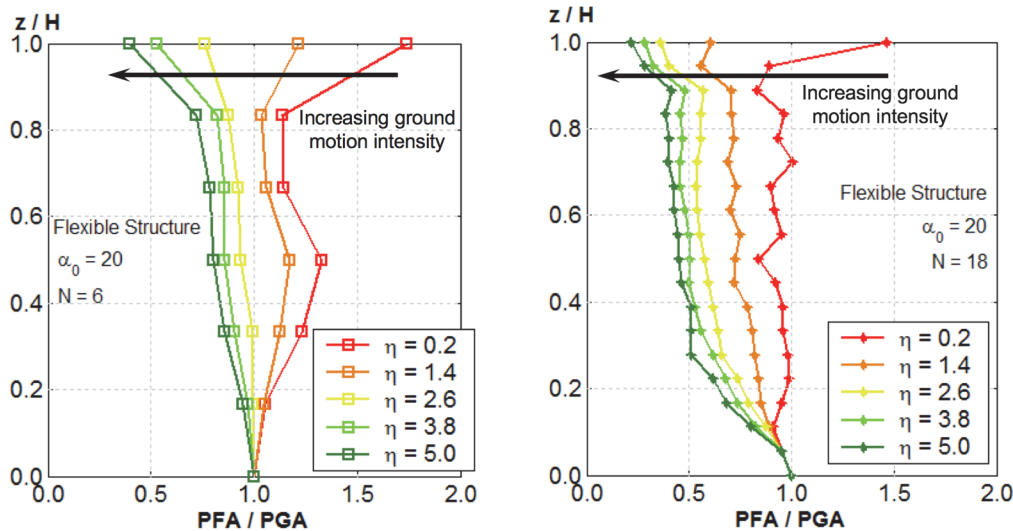 z / H
1.0
0.8
0.6
0.4
0.2
0.0
Increasing ground
motion intensity
Flexible Structure
α0 = 20
N = 6
η = 0.2
η = 1.4
η = 2.6
η = 3.8
η = 5.0
0.0 0.5 1.0 1.5 2.0
PFA / PGA
z / H
1.0
0.8
0.6
0.4
0.2
0.0
Increasing ground
motion intensity
Flexible Structure
α0 = 20
N = 18
η = 0.2
η = 1.4
η = 2.6
η = 3.8
η = 5.0
0.0 0.5 1.0 1.5 2.0
PFA / PGA